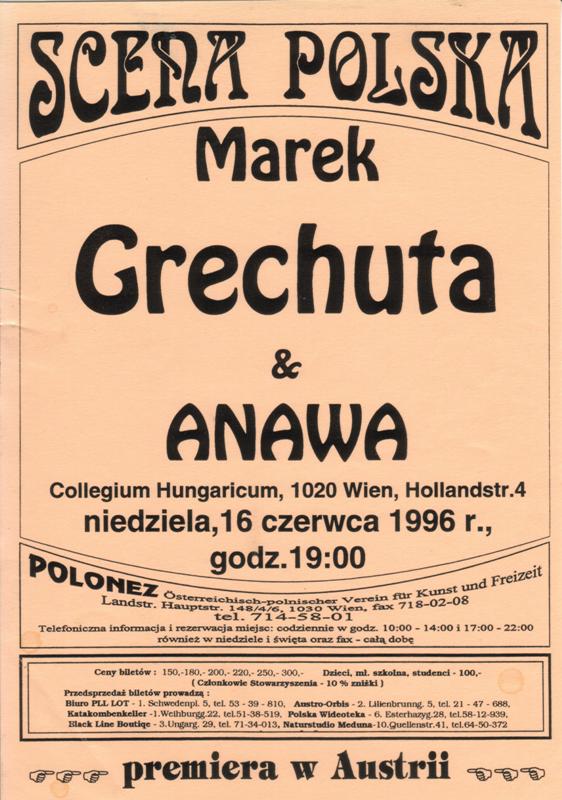 SCENA POLSKA
Marek
Grechuta
&
ANAWA
Collegium Hungaricum, 1020 Wien, Hollandstr.4
niedziela,16 czerwca 1996 r.,
godz.19:00
POLONEZ Österreichisch-polnischer Verein für Kunst und Freizeit
Landstr. Hauptstr. 148/4/6, 1030 Wien, fax 718-02-08
tel. 714-58-01
Telefoniczna informacja i rezerwacja miejsc: codziennie w godz. 10:00 - 14:00 i 17:00 - 22:00
również w niedziele i święta oraz fax - całą dobę
Ceny biletów : 150,-180,- 200,- 220,- 250,- 300,- Dzieci, mł. szkolna, studenci - 100,-
( Członkowie Stowarzyszenia - 10 % zniżki )
Przedsprzedaż biletów prowadzą :
Biuro PLL LOT - 1. Schwedenpl. 5, tel. 53 - 39 - 810, Austro-Orbis - 2. Lilienbrunng. 5, tel. 21 - 47 - 688,
Katakombenkeller -1.Weihburgg.22, tel.51-38-519, Polska Wideoteka - 6. Esterhazyg.28, tel.58-12-939,
Black Line Boutiqe - 3.Ungarg. 29, tel. 71-34-013, Naturstudio Meduna-10.Quellenstr.41, tel.64-50-372
premiera w Austrii